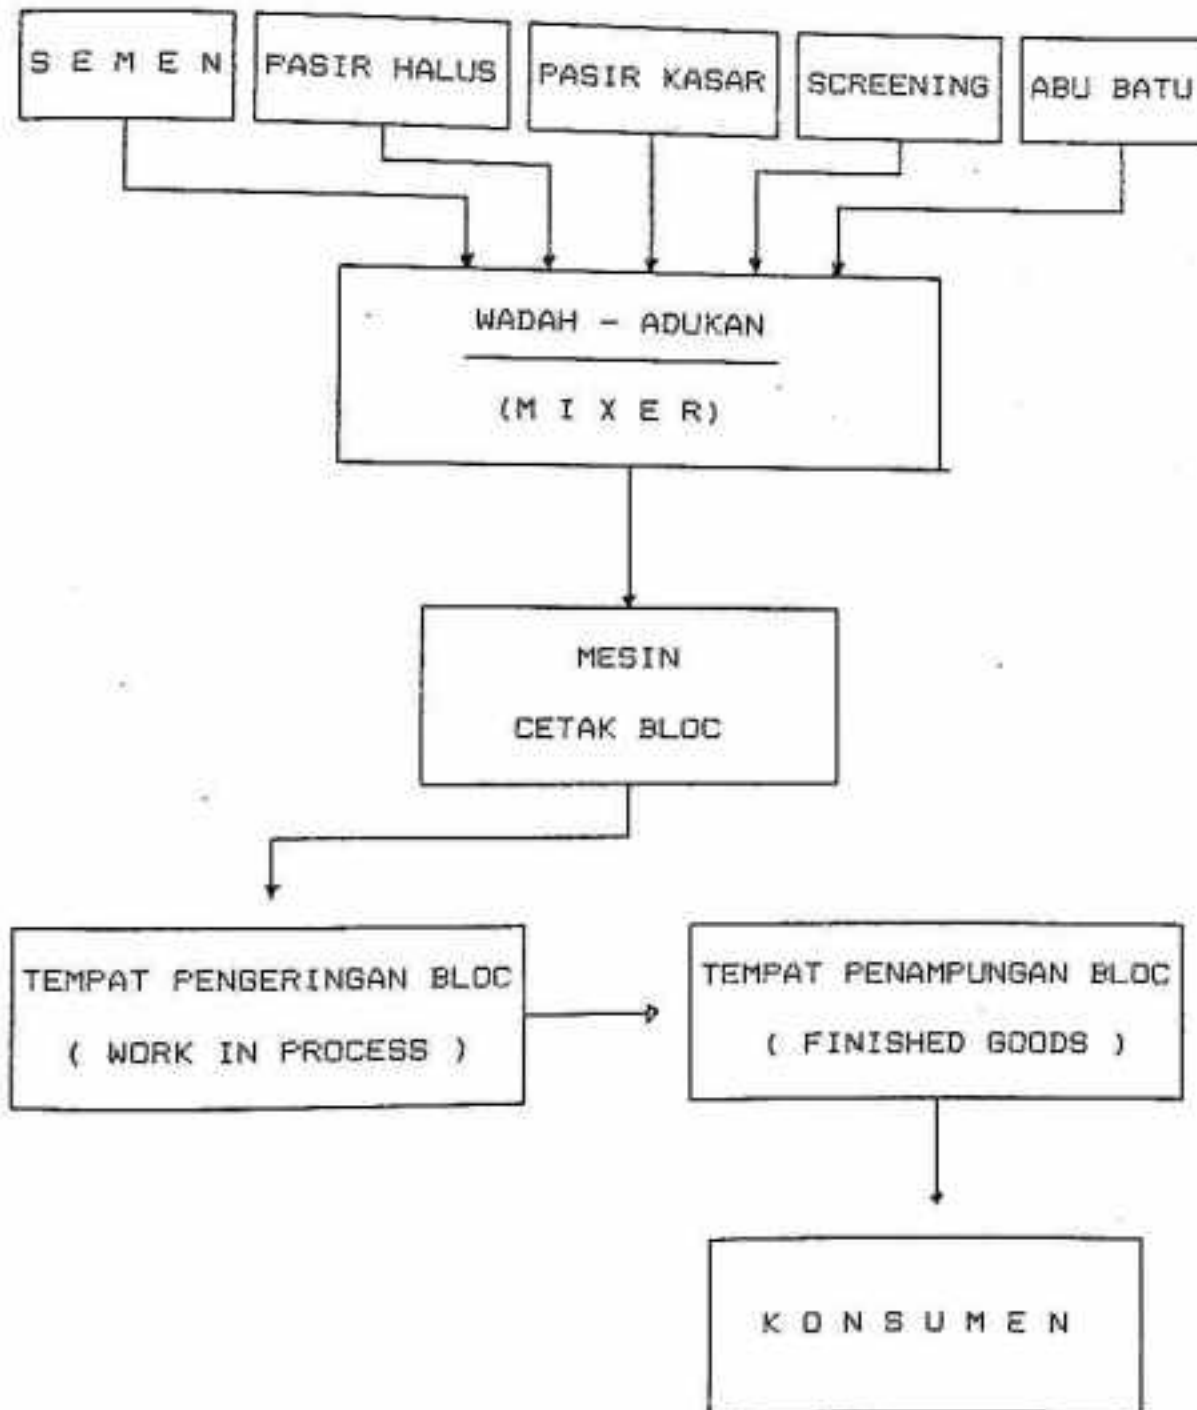 S E M E N
PASIR HALUS
PASIR KASAR
SCREENING
ABU BATU
WADAH - ADUKAN
(M I X E R)
MESIN
CETAK BLOC
TEMPAT PENGERINGAN BLOC
( WORK IN PROCESS )
TEMPAT PENAMPUNGAN BLOC
( FINISHED GOODS )
K O N S U M E N